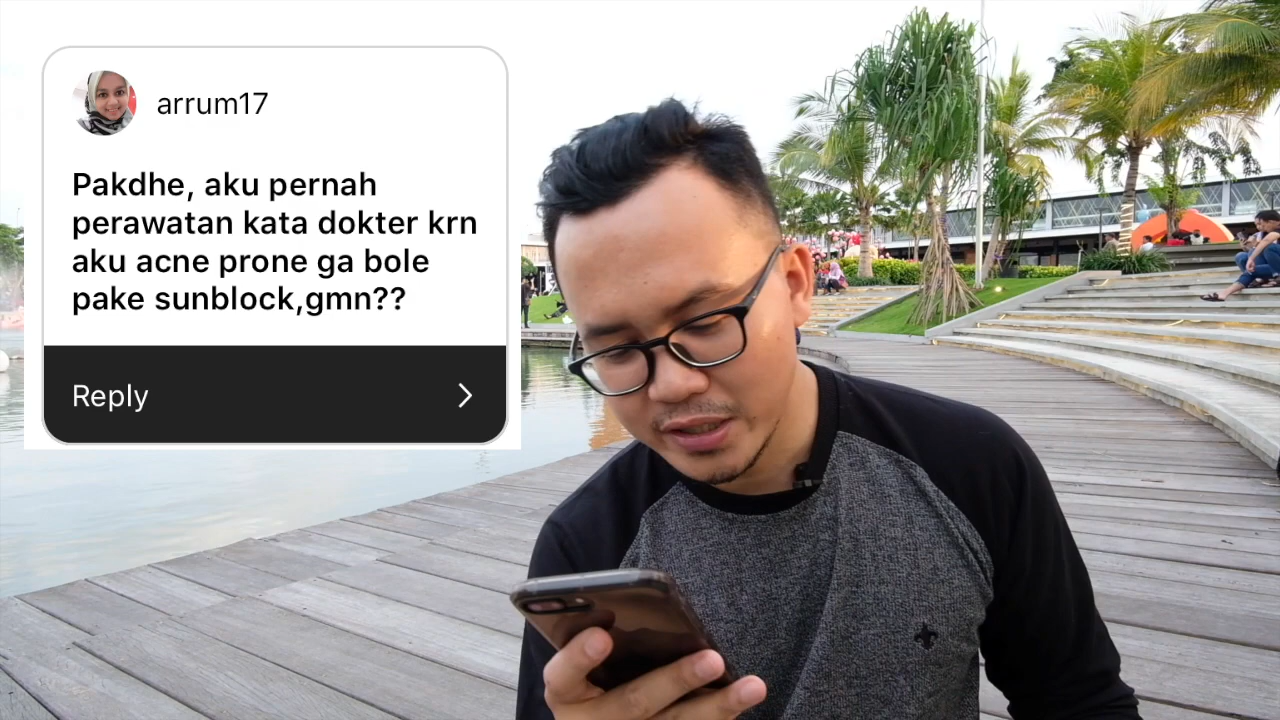 arrum17
Pakdhe, aku pernah
perawatan kata dokter krn
aku acne prone ga bole
pake sunblock,gmn??
Reply